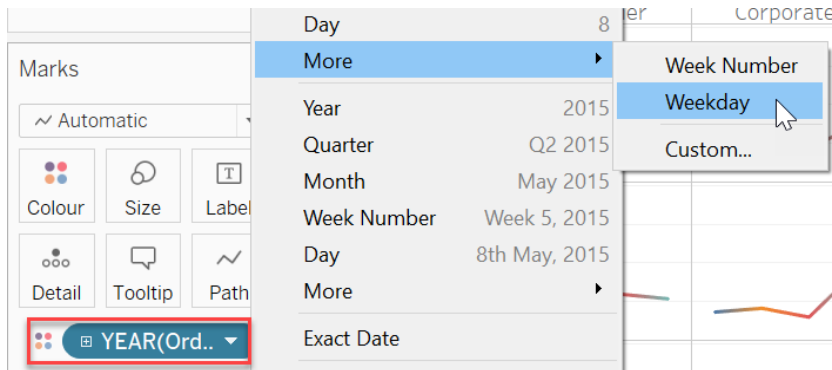 Corporate
Day 8
Marks
More
Week Number
Automatic
Weekday
Custom...
Colour Size Label
Detail Tooltip Path
Year 2015
Quarter Q2 2015
Month May 2015
Week Number Week 5, 2015
Day 8th May, 2015
More
YEAR(Ord..
Exact Date